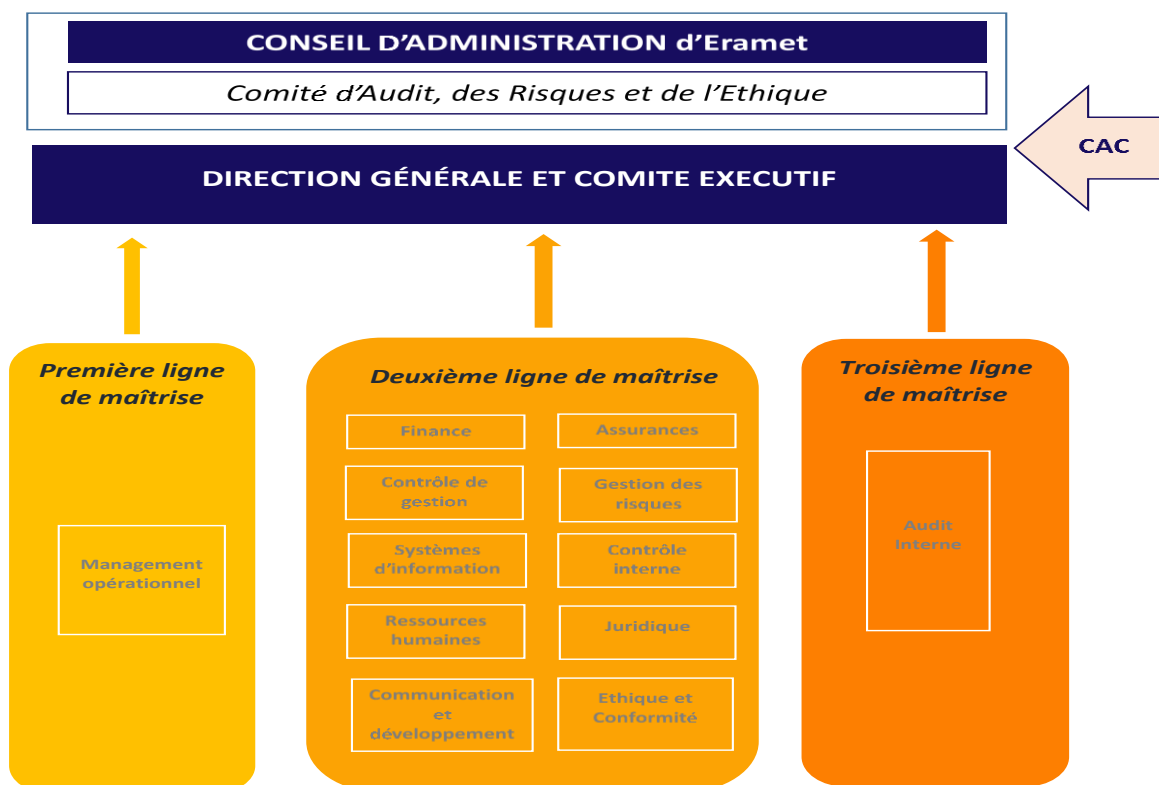 CONSEIL D'ADMINISTRATION d'Eramet
Comité d'Audit, des Risques et de l'Ethique
CAC
DIRECTION GÉNÉRALE ET COMITE EXECUTIF
Première ligne
de maîtrise
Management
opérationnel
Deuxième ligne de maîtrise
Finance
Assurances
Contrôle de
gestion
Gestion des
risques
Systèmes
d'information
Contrôle
interne
Ressources
humaines
Juridique
Communication
et
développement
Ethique et
Conformité
Troisième ligne
de maîtrise
Audit
Interne